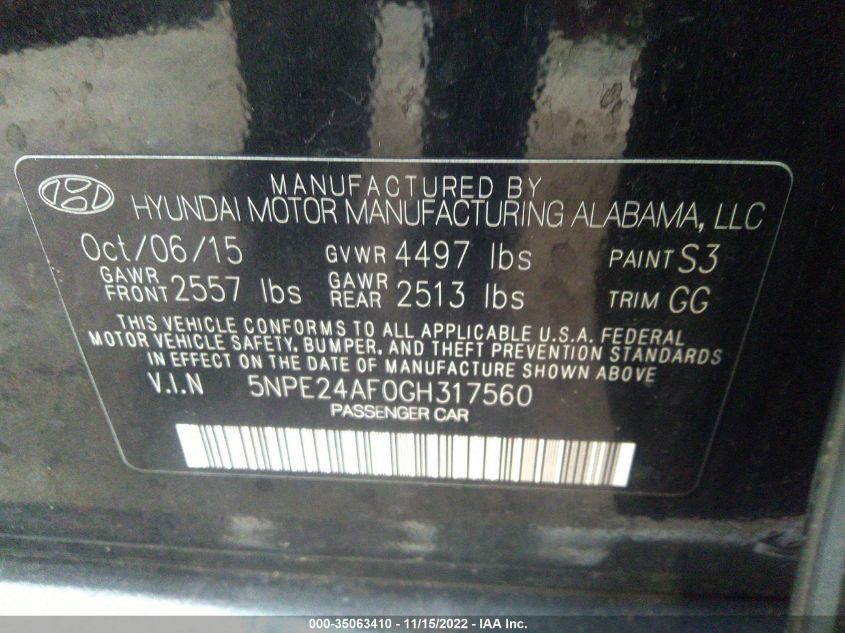 MANUFACTURED BY
HYUNDAI MOTOR MANUFACTURING ALABAMA, LLC
Oct/06/15 GVWR 4497 lbs PAINT S3
GAWR FRONT 2557 lbs GAWR REAR 2513 lbs TRIM GG
THIS VEHICLE CONFORMS TO ALL APPLICABLE U.S.A. FEDERAL
MOTOR VEHICLE SAFETY, BUMPER, AND THEFT PREVENTION STANDARDS
IN EFFECT ON THE DATE OF MANUFACTURE SHOWN ABOVE
V.I.N 5NPE24AF0GH317560
PASSENGER CAR
000-35063410 - 11/15/2022 - IAA Inc.